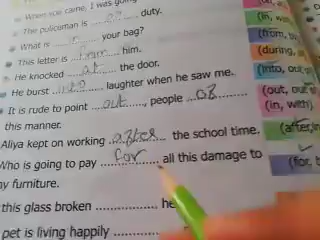 When you came, I was going
The policeman is ... on ... duty.
What is ... in ... your bag?
This letter is ... from ... him.
He knocked ... at ... the door.
He burst ... into ... laughter when he saw me.
It is rude to point ... out ..., people ...
this manner.
Aliya kept on working ... after ... the school time.
Who is going to pay ... for ... all this damage to
my furniture.
this glass broken ... he
pet is living happily ...
(in, wi
(from,
(during,
(into, out,
(out,
(in, with)
(after, in
(for,